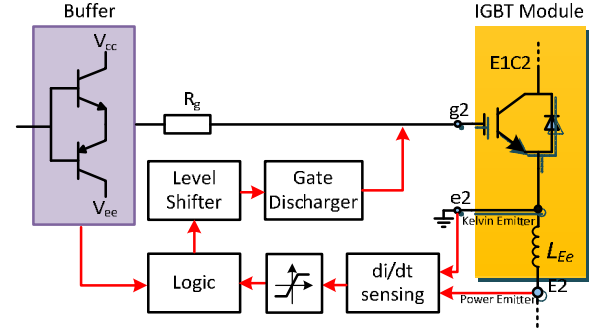 Buffer
IGBT Module
Vcc
E1C2
Rg
g2
Level
Shifter
Gate
Discharger
e2
Vee
Kelvin Emitter
LEe
Logic
di/dt
sensing
E2
Power Emitter